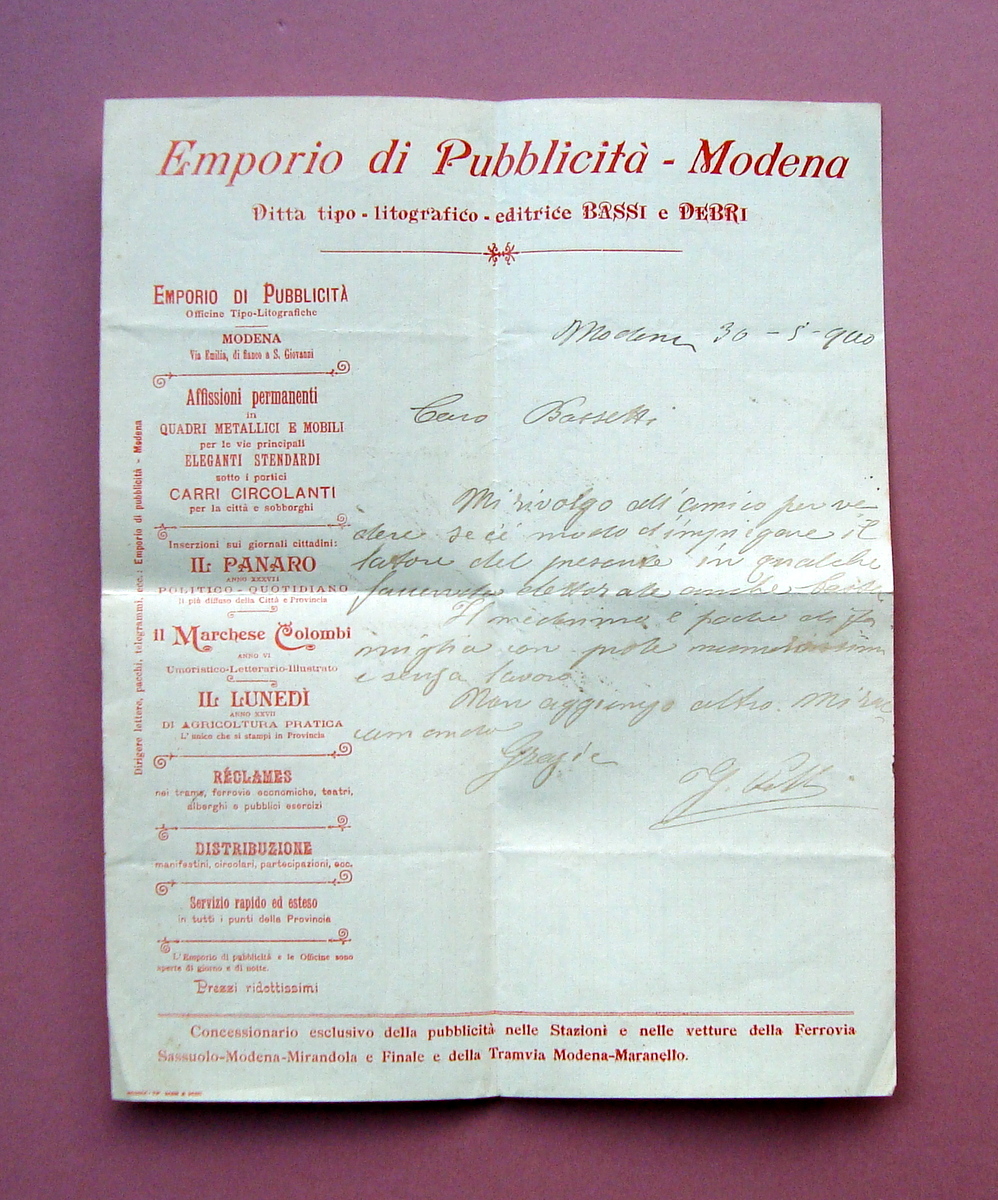 Emporio di Pubblicità - Modena
Ditta tipo-litografico-editrice BASSI e DEBRI
EMPORIO DI PUBBLICITÀ
Officine Tipo-Litografiche
MODENA
Via Emilia, di fianco a S. Giovanni
Affissioni permanenti
in
QUADRI METALLICI E MOBILI
per le vie principali
ELEGANTI STENDARDI
sotto i portici
CARRI CIRCOLANTI
per la città e sobborghi
Inserzioni sui giornali cittadini:
IL PANARO
ANNO XXXVII
POLITICO-QUOTIDIANO
il più diffuso della Città e Provincia
il Marchese Colombi
ANNO VI
Umoristico-Letterario-Illustrato
IL LUNEDÌ
ANNO XXVII
DI AGRICOLTURA PRATICA
L'unico che si stampi in Provincia
RÉCLAMES
nei trams, ferrovie economiche, teatri,
alberghi e pubblici esercizi
DISTRIBUZIONE
manifestini, circolari, partecipazioni, ecc.
Servizio rapido ed esteso
in tutti i punti della Provincia
L'Emporio di pubblicità e le Officine sono
aperte di giorno e di notte.
Prezzi ridottissimi
Dirigere lettere, pacchi, telegrammi, ecc.: Emporio di pubblicità - Modena
Modena 30 - 5 - 900
Caro Bassetti
Mi rivolgo all'amico per ve-
dere se c'è modo d'impiegare il
latore del presente in qualche
faccenda elettorale anche
Il medesimo è padre di fa
miglia con prole numerosissima
e senza lavoro
Non aggiungo altro. Mi rac
comando
Grazie
G.
Concessionario esclusivo della pubblicità nelle Stazioni e nelle vetture della Ferrovia
Sassuolo-Modena-Mirandola e Finale e della Tramvia Modena-Maranello.